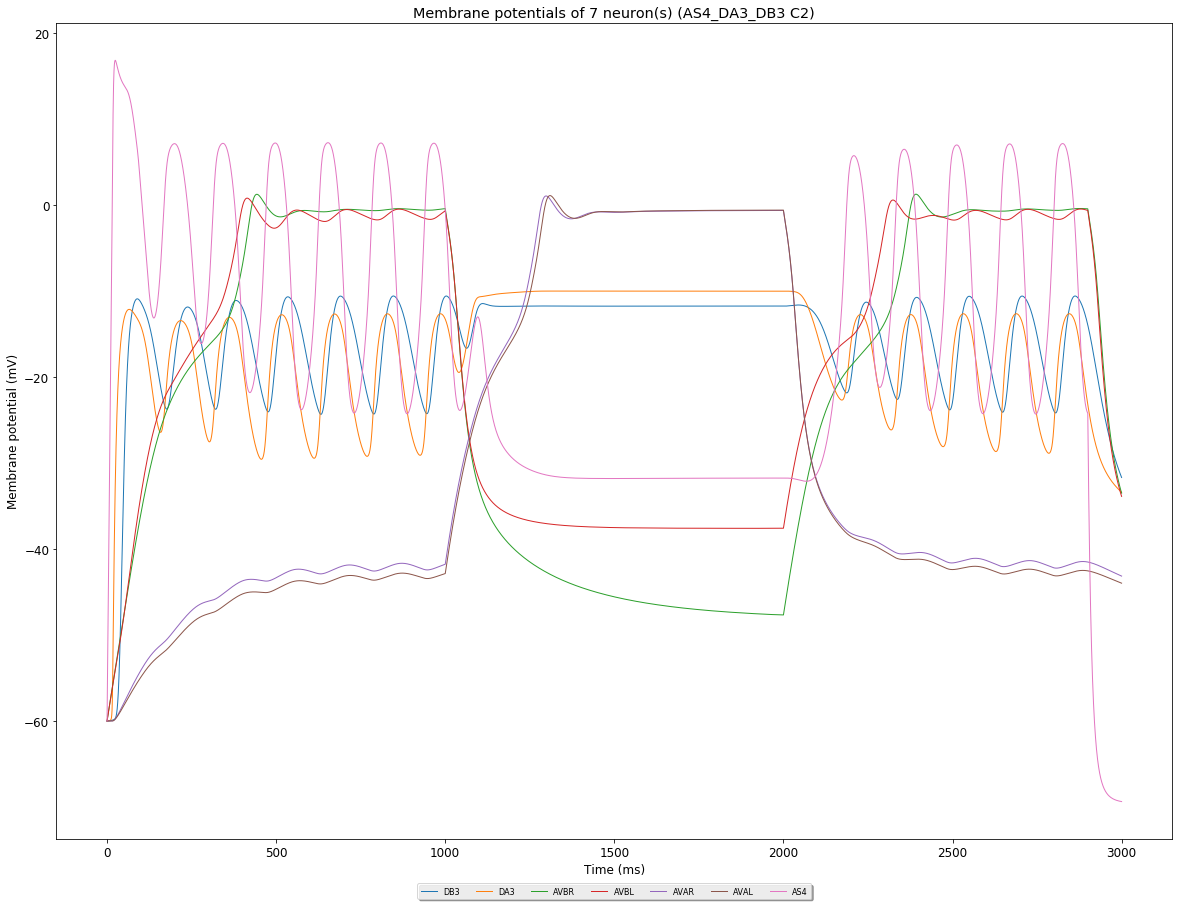 Membrane potentials of 7 neuron(s) (AS4_DA3_DB3 C2)
20
0
−20
−40
−60
Membrane potential (mV)
0 500 1000 1500 2000 2500 3000
Time (ms)
DB3 DA3 AVBR AVBL AVAR AVAL AS4